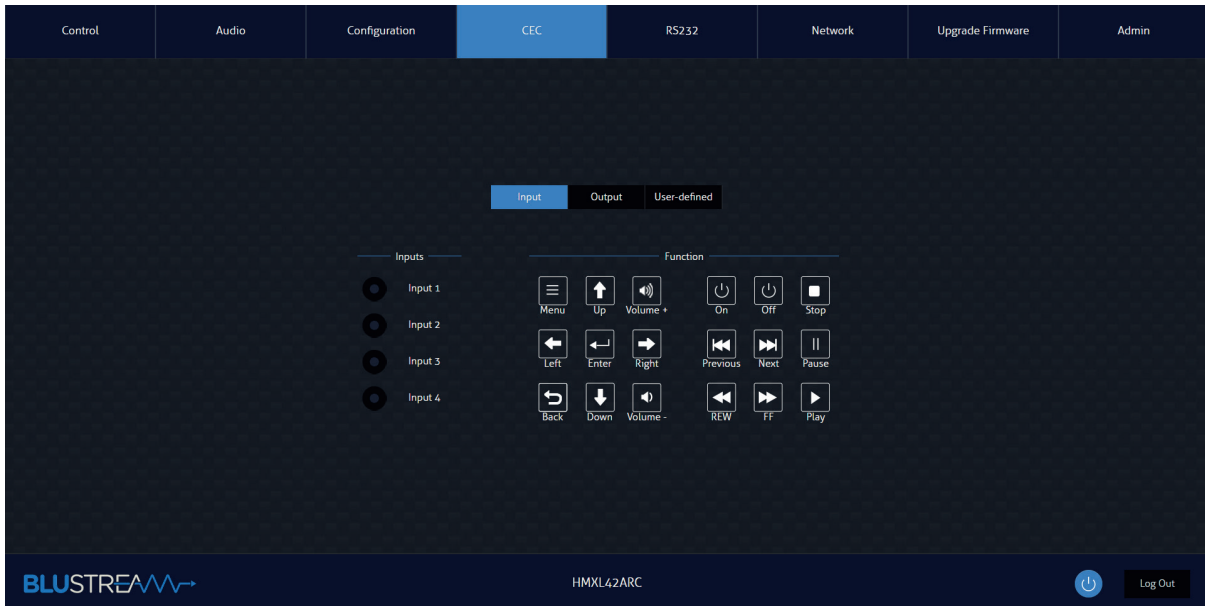 Control Audio Configuration CEC RS232 Network Upgrade Firmware Admin
Input Output User-defined
Inputs Function
Input 1
Menu Up Volume + On Off Stop
Input 2
Input 3
Left Enter Right Previous Next Pause
Input 4
Back Down Volume - REW FF Play
BLUSTREAM HMXL42ARC Log Out